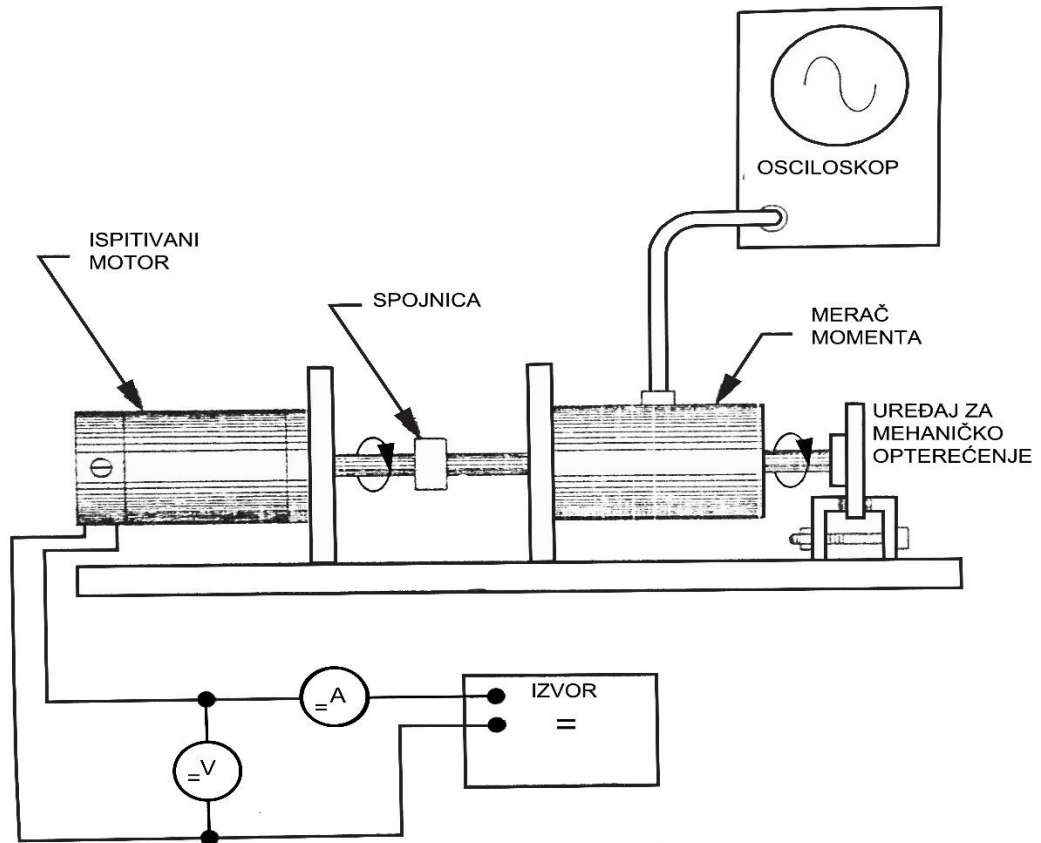 OSCILOSKOP
ISPITIVANI
MOTOR
SPOJNICA
MERAČ
MOMENTA
UREĐAJ ZA
MEHANIČKO
OPTEREĆENJE
=A
IZVOR
=
=V